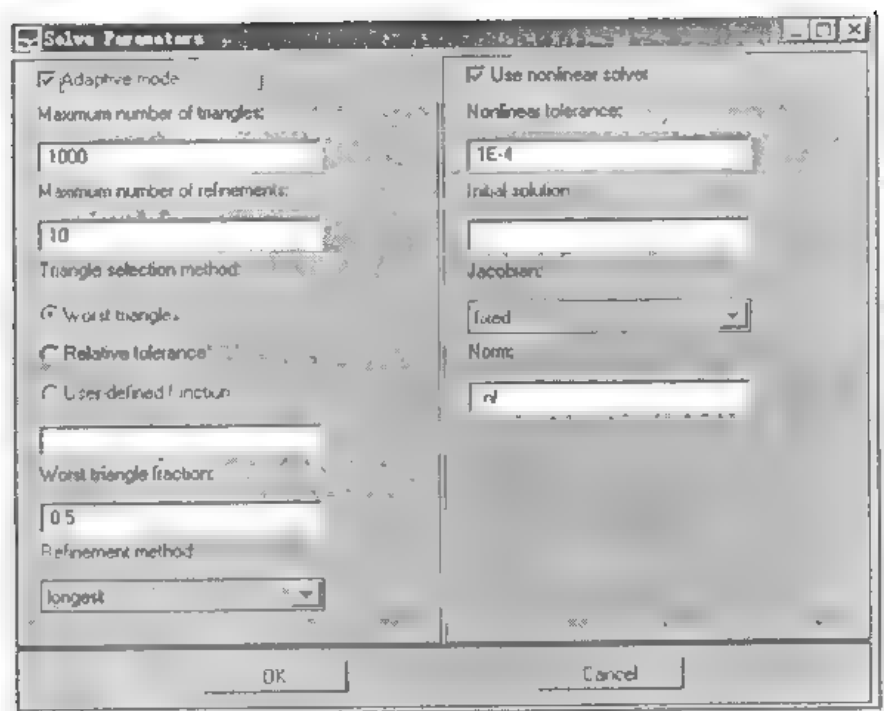 Solve Parameters
Adaptive mode
Maximum number of triangles:
1000
Maximum number of refinements:
10
Triangle selection method:
Worst triangles
Relative tolerance
User-defined function:
Worst triangle fraction:
0.5
Refinement method:
longest
Use nonlinear solver
Nonlinear tolerance:
1E-4
Initial solution:
Jacobian:
fixed
Norm:
OK
Cancel